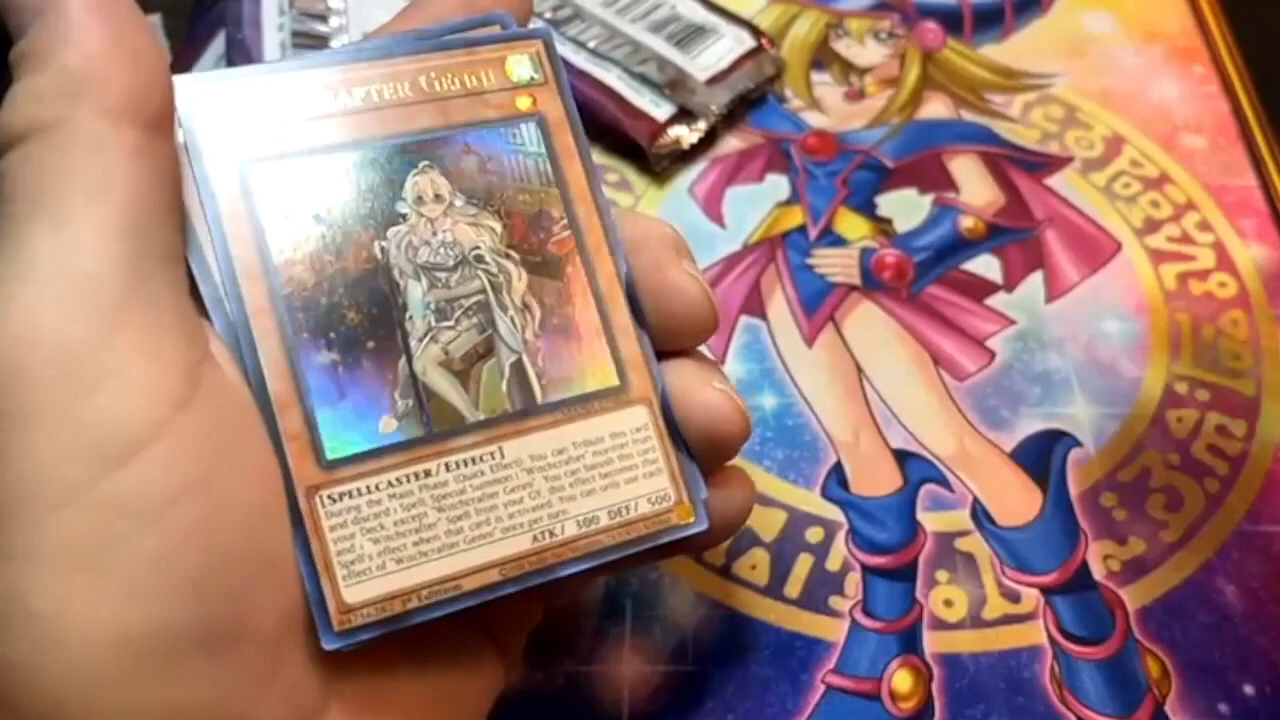 AFTER GENNI
[SPELLCASTER/EFFECT]
During the Main Phase (Quick Effect): You can Tribute this card
and discard 1 Spell; Special Summon 1 "Witchcrafter" monster from
your Deck, except "Witchcrafter Genni". You can banish this card
and 1 "Witchcrafter" Spell from your GY; this effect becomes that
Spell's effect when that card is activated. You can only use each
effect of "Witchcrafter Genni" once per turn.
ATK/ 300 DEF/ 500
1st Edition